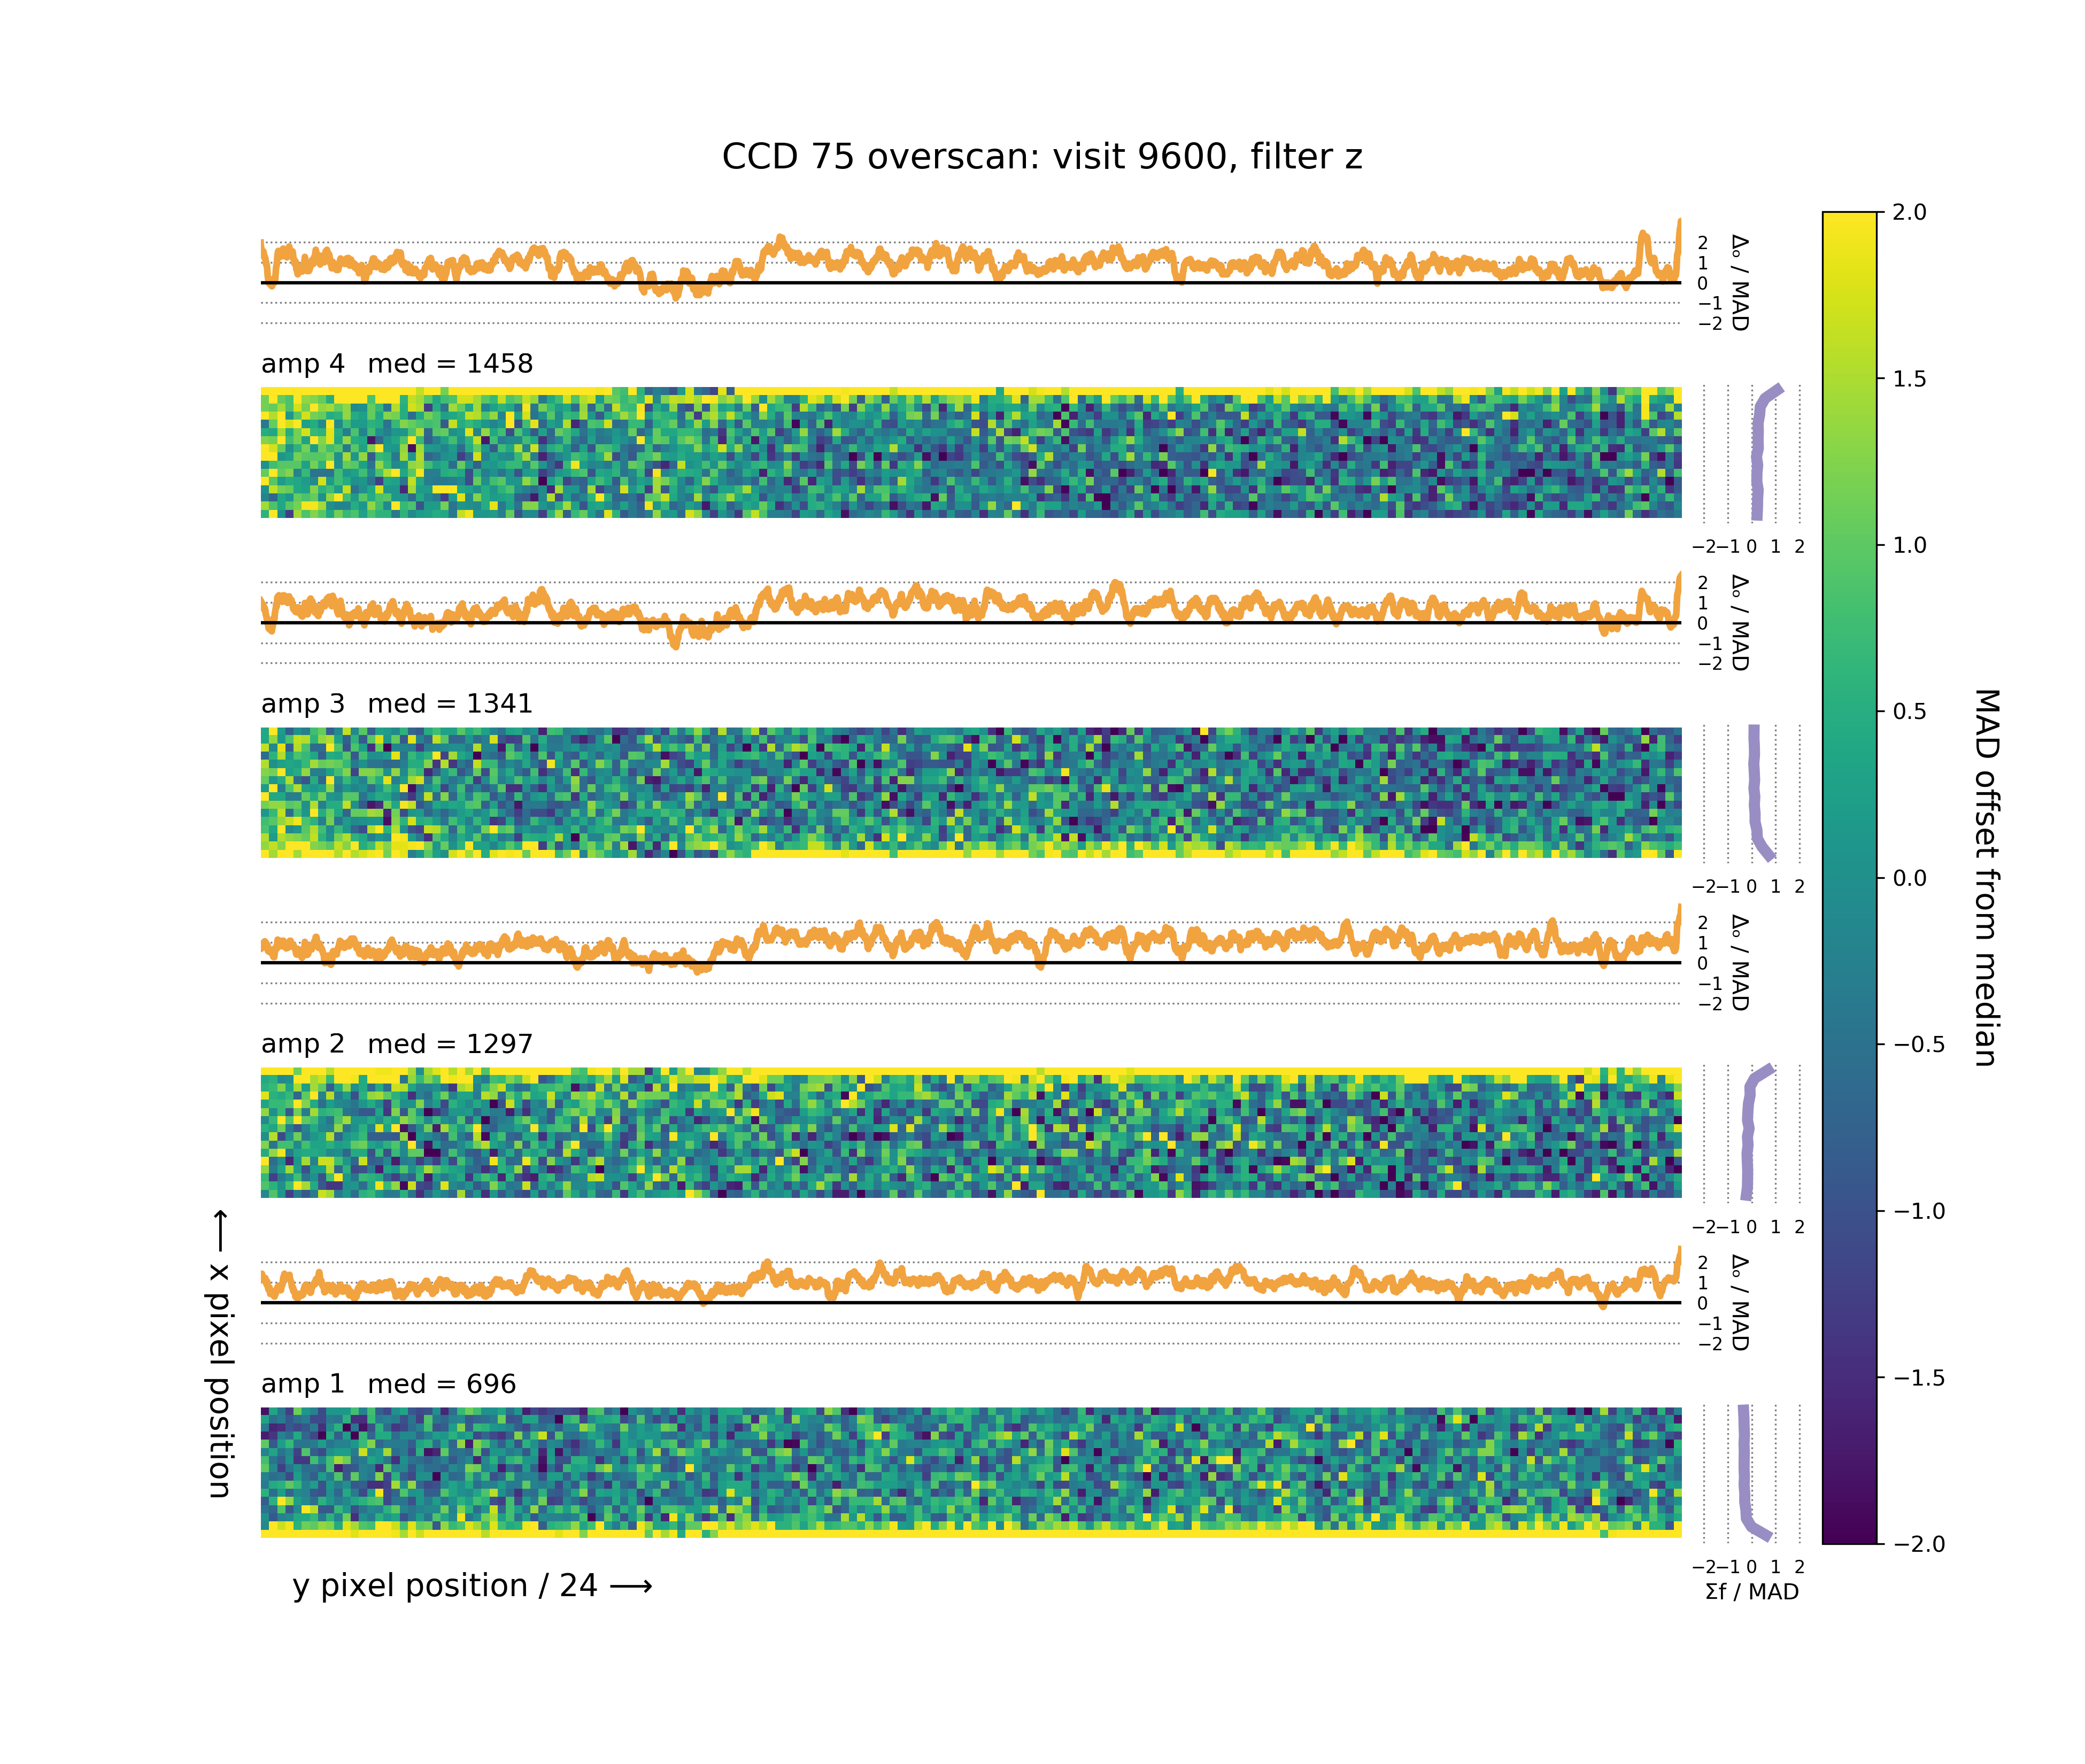 CCD 75 overscan: visit 9600, filter z
2
1
0
−1
−2
Δₒ / MAD
amp 4 med = 1458
−2 −1 0 1 2
2
1
0
−1
−2
Δₒ / MAD
amp 3 med = 1341
−2 −1 0 1 2
2
1
0
−1
−2
Δₒ / MAD
amp 2 med = 1297
−2 −1 0 1 2
2
1
0
−1
−2
Δₒ / MAD
amp 1 med = 696
−2 −1 0 1 2
Σf / MAD
y pixel position / 24 ⟶
⟵ x pixel position
2.0
1.5
1.0
0.5
0.0
−0.5
−1.0
−1.5
−2.0
MAD offset from median